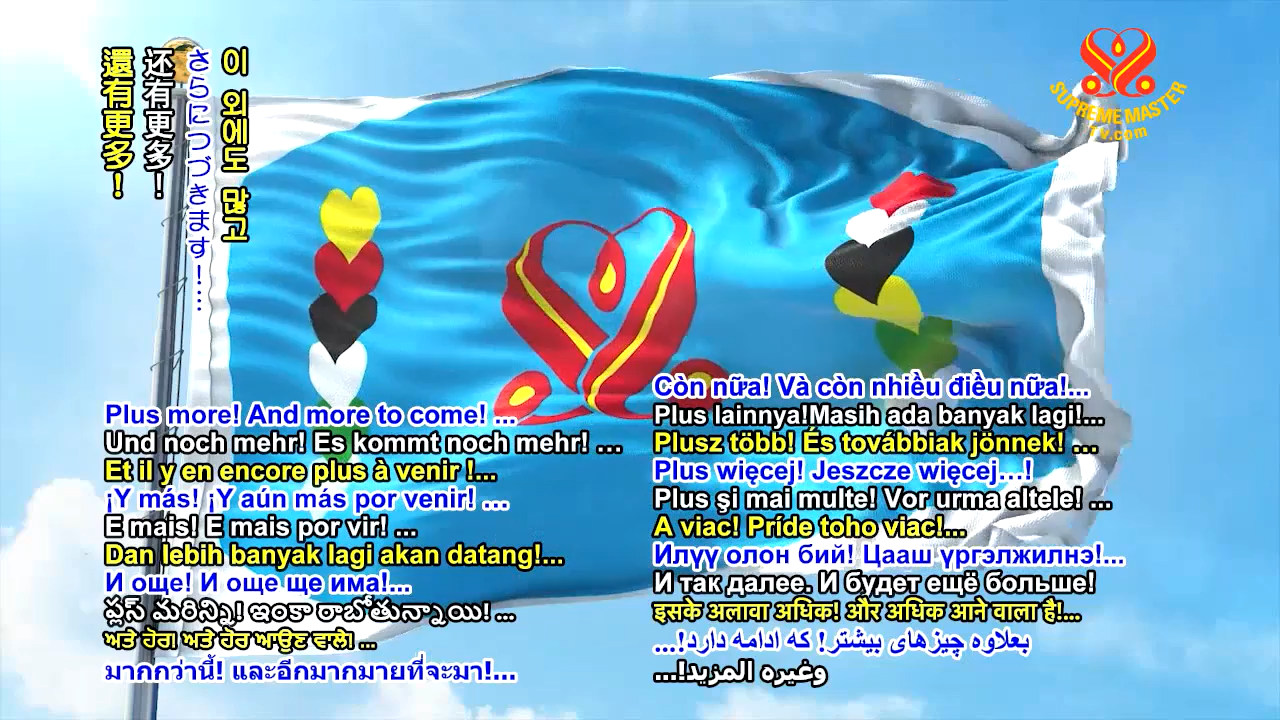 還有更多！
还有更多！
さらにつづきます！…
이 외에도 많고
SUPREME MASTER
TV.com
Plus more! And more to come! ...
Und noch mehr! Es kommt noch mehr! ...
Et il y en encore plus à venir !...
¡Y más! ¡Y aún más por venir! ...
E mais! E mais por vir! ...
Dan lebih banyak lagi akan datang!...
И още! И още ще има!...
ప్లస్ మరిన్ని! ఇంకా రాబోతున్నాయి! ...
ਅਤੇ ਹੋਰ! ਅਤੇ ਹੋਰ ਆਉਣ ਵਾਲੇ! ...
มากกว่านี้! และอีกมากมายที่จะมา!...
Còn nữa! Và còn nhiều điều nữa!...
Plus lainnya!Masih ada banyak lagi!...
Plusz több! És továbbiak jönnek! ...
Plus więcej! Jeszcze więcej…!
Plus şi mai multe! Vor urma altele! ...
A viac! Príde toho viac!...
Илүү олон бий! Цааш үргэлжилнэ!...
И так далее. И будет ещё больше!
इसके अलावा अधिक! और अधिक आने वाला है!...
بعلاوه چیزهای بیشتر! که ادامه دارد!...
وغيره المزيد!...